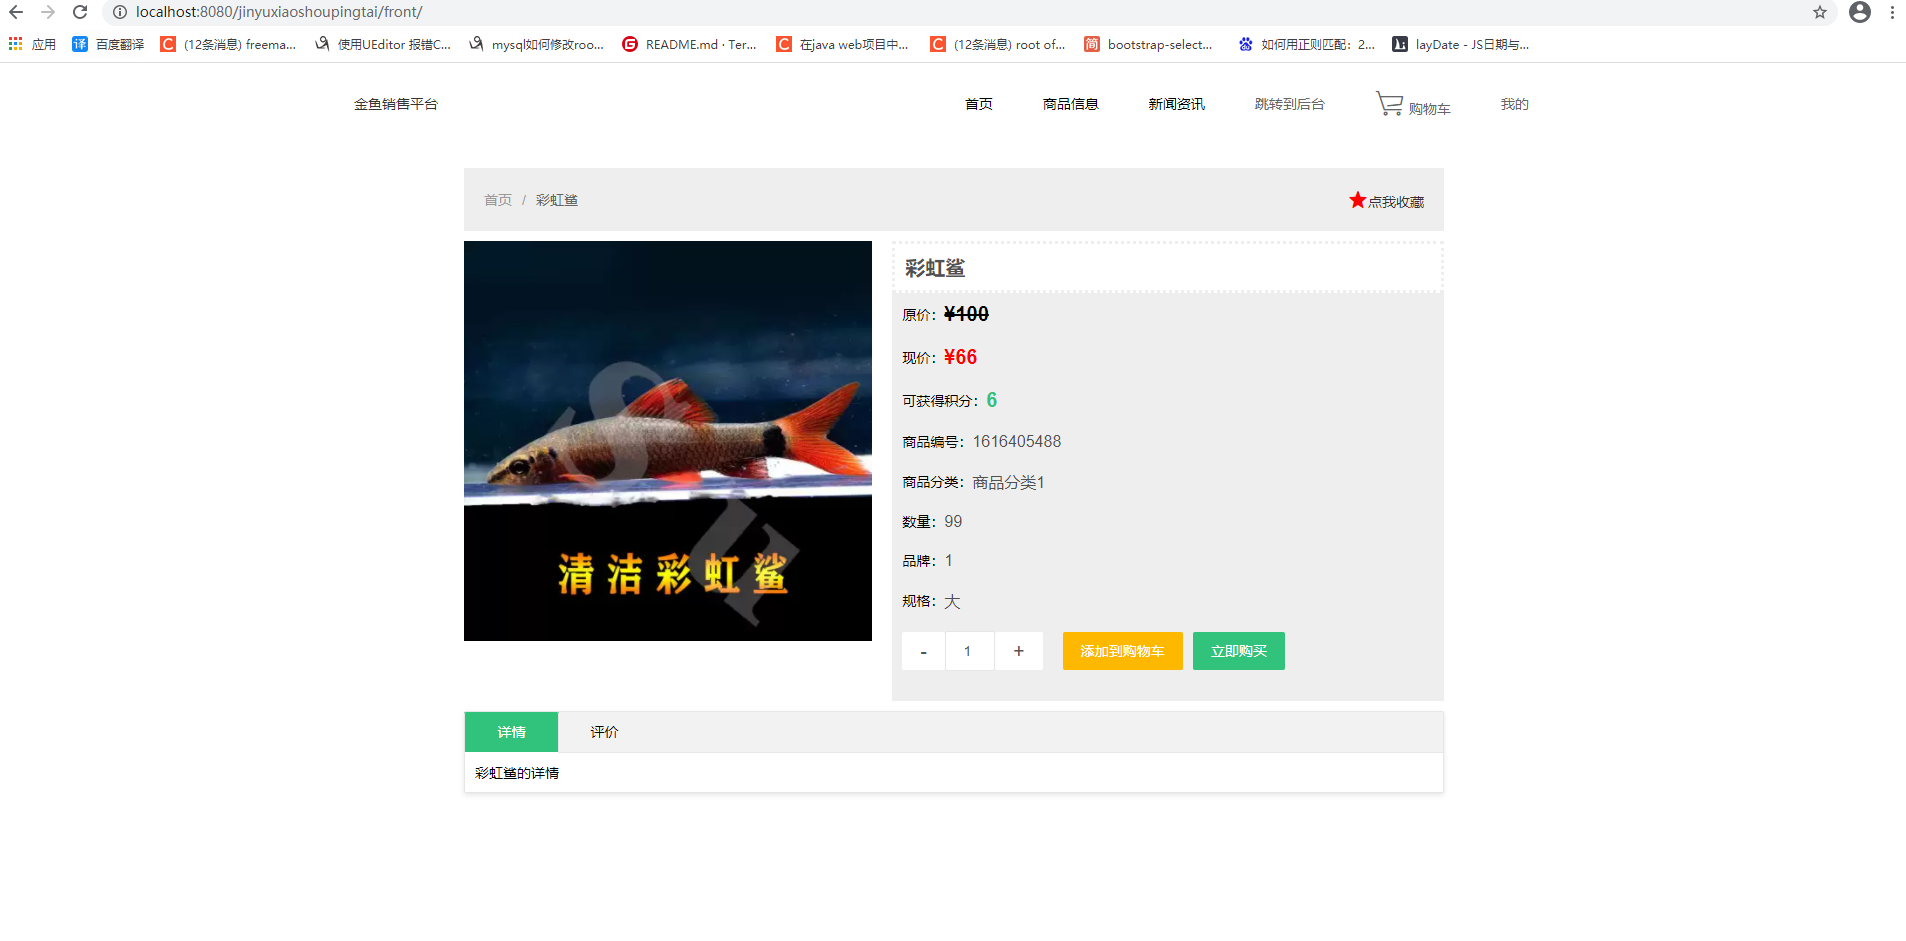 localhost:8080/jinyuxiaoshoupingtai/front/
应用 百度翻译 (12条消息) freema... 使用UEditor 报错C... mysql如何修改roo... README.md · Ter... 在java web项目中... (12条消息) root of... bootstrap-select... 如何用正则匹配：2... layDate - JS日期与...
金鱼销售平台 首页 商品信息 新闻资讯 跳转到后台 购物车 我的
首页 / 彩虹鲨 点我收藏
彩虹鲨
原价：¥100
现价：¥66
可获得积分：6
商品编号：1616405488
商品分类：商品分类1
数量：99
品牌：1
规格：大
- 1 + 添加到购物车 立即购买
清洁彩虹鲨
详情 评价
彩虹鲨的详情